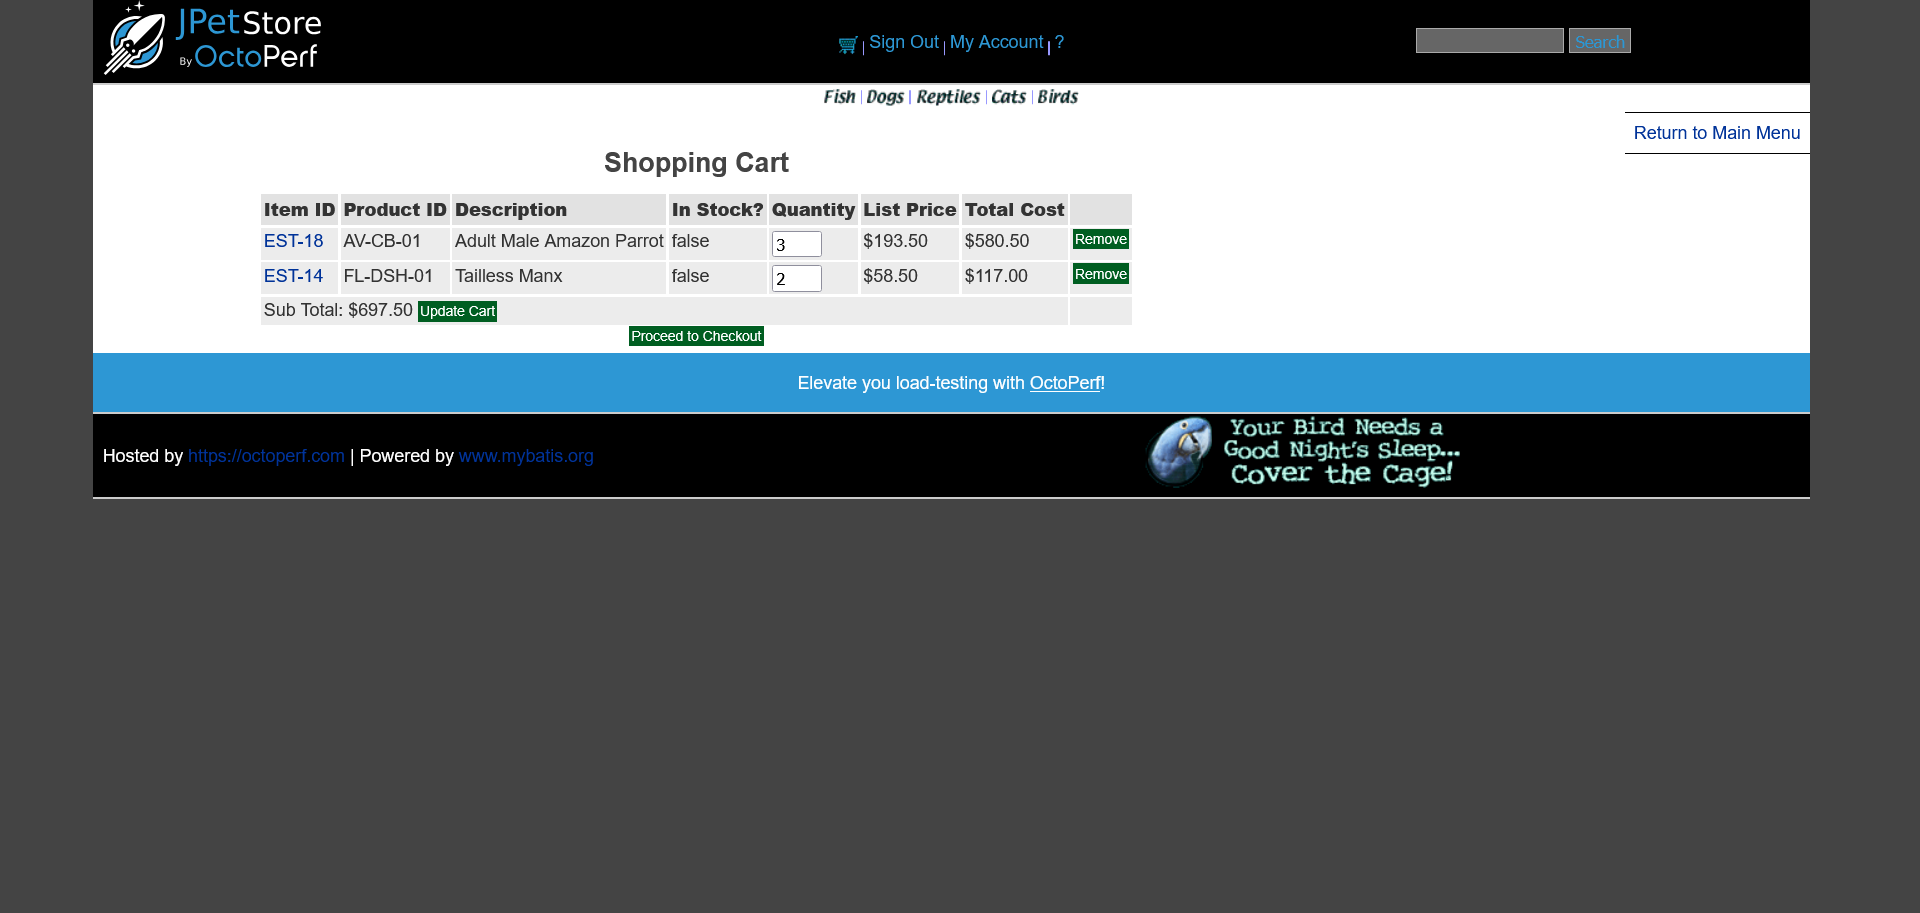 JPetStore
By OctoPerf
Sign Out | My Account | ?
Search
Fish | Dogs | Reptiles | Cats | Birds
Return to Main Menu
Shopping Cart
Item ID Product ID Description In Stock? Quantity List Price Total Cost
EST-18 AV-CB-01 Adult Male Amazon Parrot false 3 $193.50 $580.50 Remove
EST-14 FL-DSH-01 Tailless Manx false 2 $58.50 $117.00 Remove
Sub Total: $697.50 Update Cart
Proceed to Checkout
Elevate you load-testing with OctoPerf!
Hosted by https://octoperf.com | Powered by www.mybatis.org
Your Bird Needs a
Good Night's Sleep...
Cover the Cage!